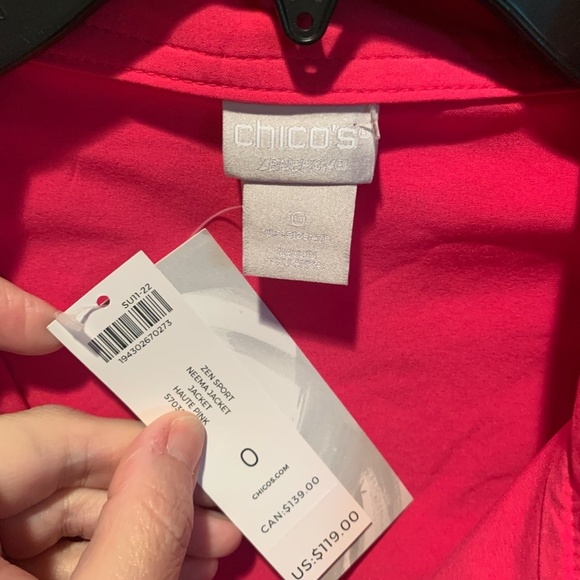 chico's
SU11-22
194302670273
ZEN SPORT
NEEMA JACKET
JACKET
HAUTE PINK
5703
0
CHICOS.COM
CAN:$139.00
US:$119.00